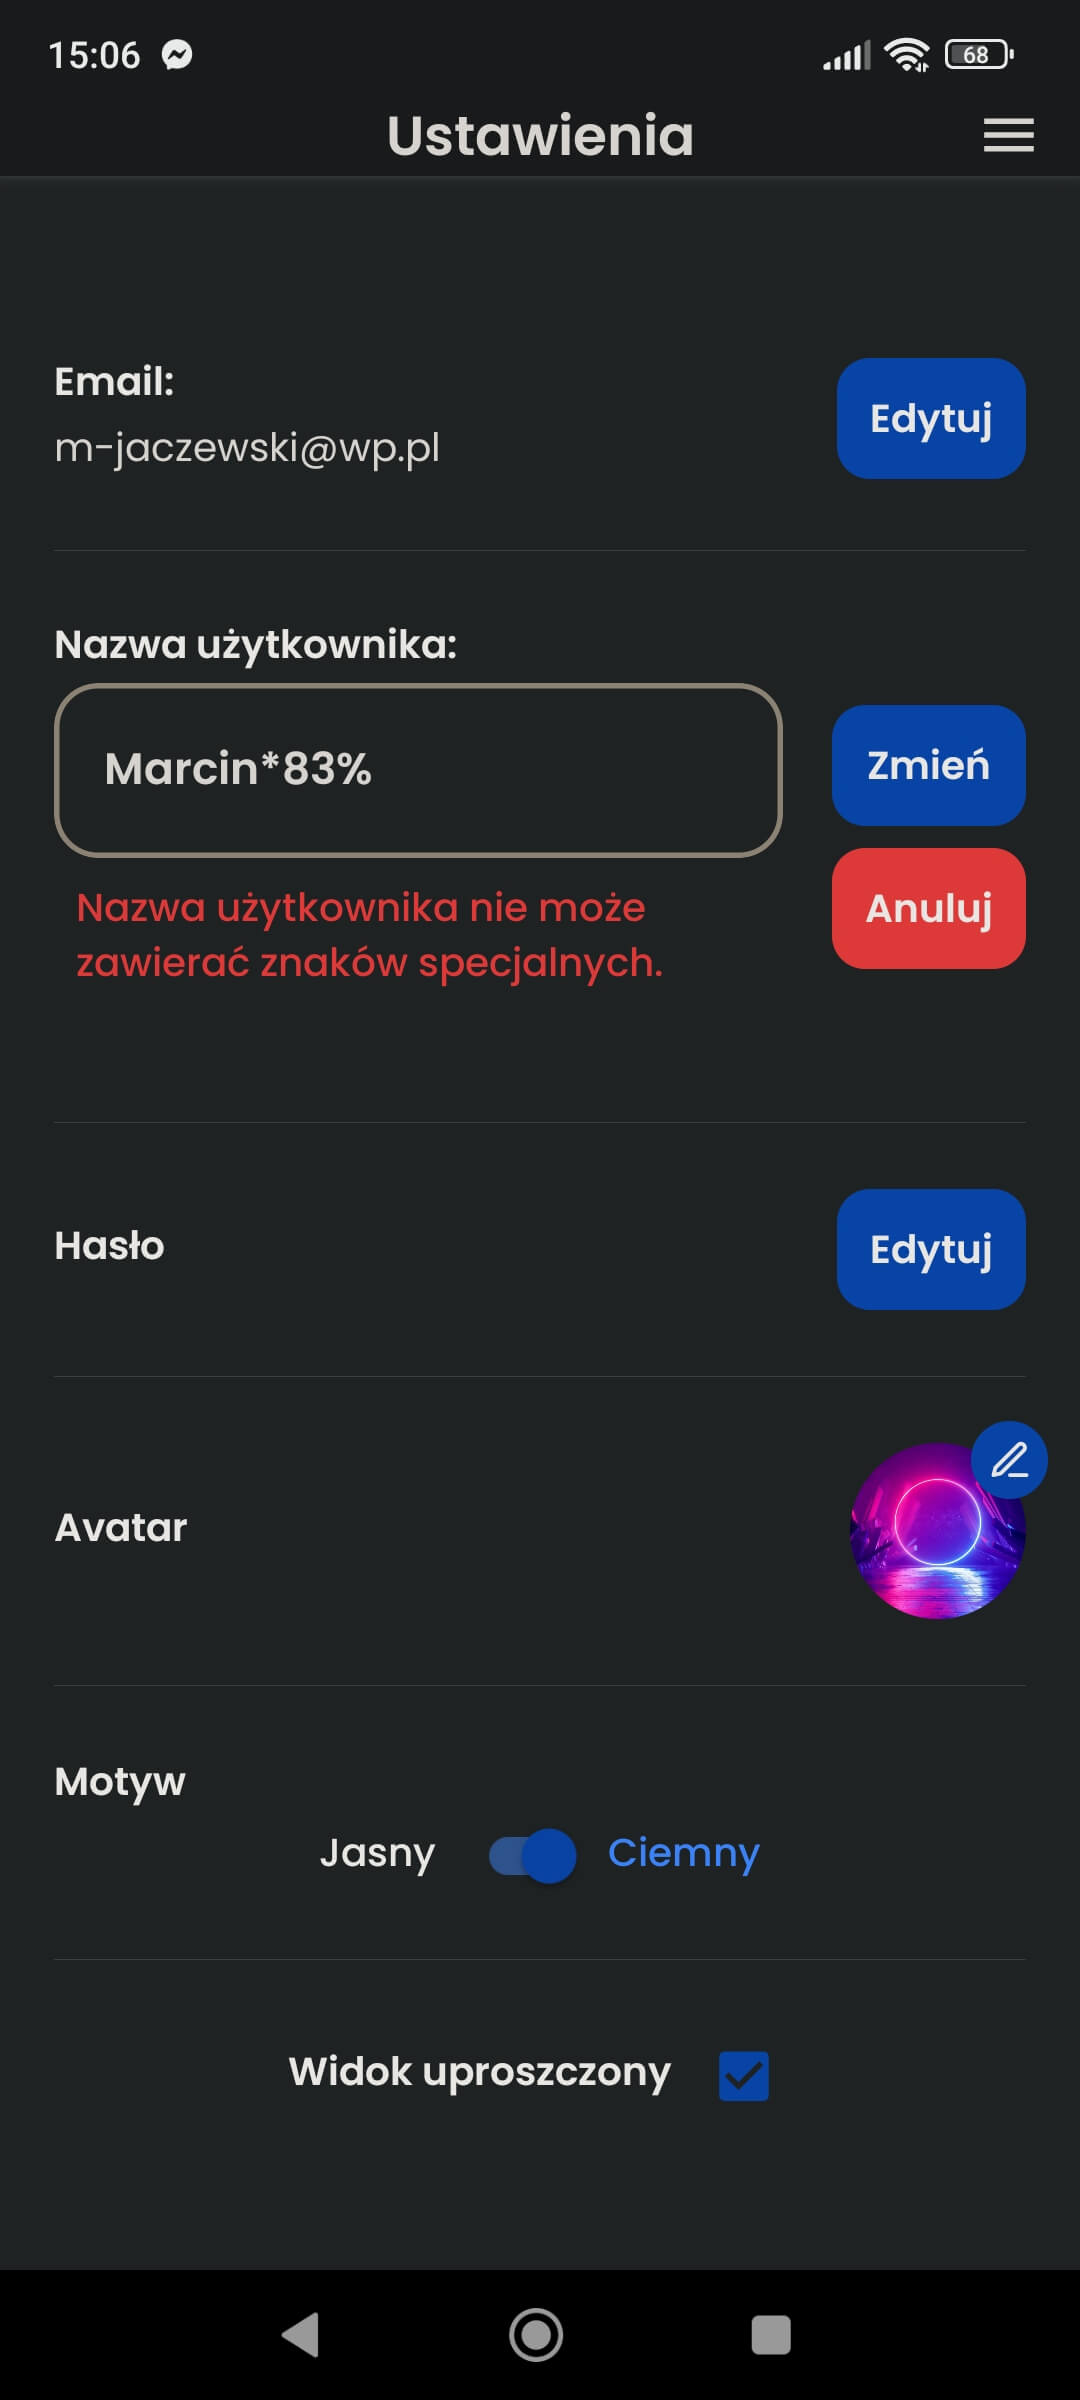 15:06
68
Ustawienia
Email:
m-jaczewski@wp.pl
Edytuj
Nazwa użytkownika:
Marcin*83%
Zmień
Nazwa użytkownika nie może
zawierać znaków specjalnych.
Anuluj
Hasło
Edytuj
Avatar
Motyw
Jasny Ciemny
Widok uproszczony